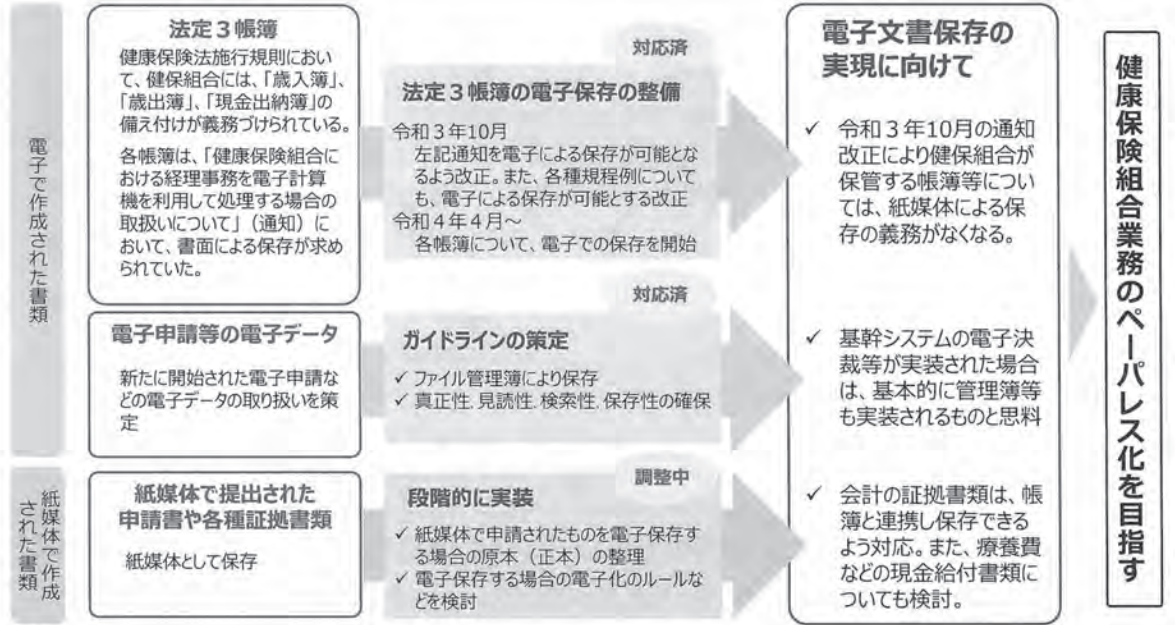 電子で作成された書類
法定３帳簿
健康保険法施行規則におい
て、健保組合には、「歳入簿」、
「歳出簿」、「現金出納簿」の
備え付けが義務づけられている。
各帳簿は、「健康保険組合に
おける経理事務を電子計算
機を利用して処理する場合の
取扱いについて」（通知）に
おいて、書面による保存が求め
られていた。
対応済
法定３帳簿の電子保存の整備
令和３年10月
左記通知を電子による保存が可能とな
るよう改正。また、各種規程例について
も、電子による保存が可能とする改正
令和４年４月～
各帳簿について、電子での保存を開始
電子申請等の電子データ
新たに開始された電子申請な
どの電子データの取り扱いを策
定
対応済
ガイドラインの策定
✓ ファイル管理簿により保存
✓ 真正性、見読性、検索性、保存性の確保
紙媒体で作成
された書類
紙媒体で提出された
申請書や各種証拠書類
紙媒体として保存
調整中
段階的に実装
✓ 紙媒体で申請されたものを電子保存す
る場合の原本（正本）の整理
✓ 電子保存する場合の電子化のルールな
どを検討
電子文書保存の
実現に向けて
✓ 令和３年10月の通知
改正により健保組合が
保管する帳簿等につい
ては、紙媒体による保
存の義務がなくなる。
✓ 基幹システムの電子決
裁等が実装された場合
は、基本的に管理簿等
も実装されるものと思料
✓ 会計の証拠書類は、帳
簿と連携し保存できる
よう対応。また、療養費
などの現金給付書類に
ついても検討。
健康保険組合業務のペーパレス化を目指す